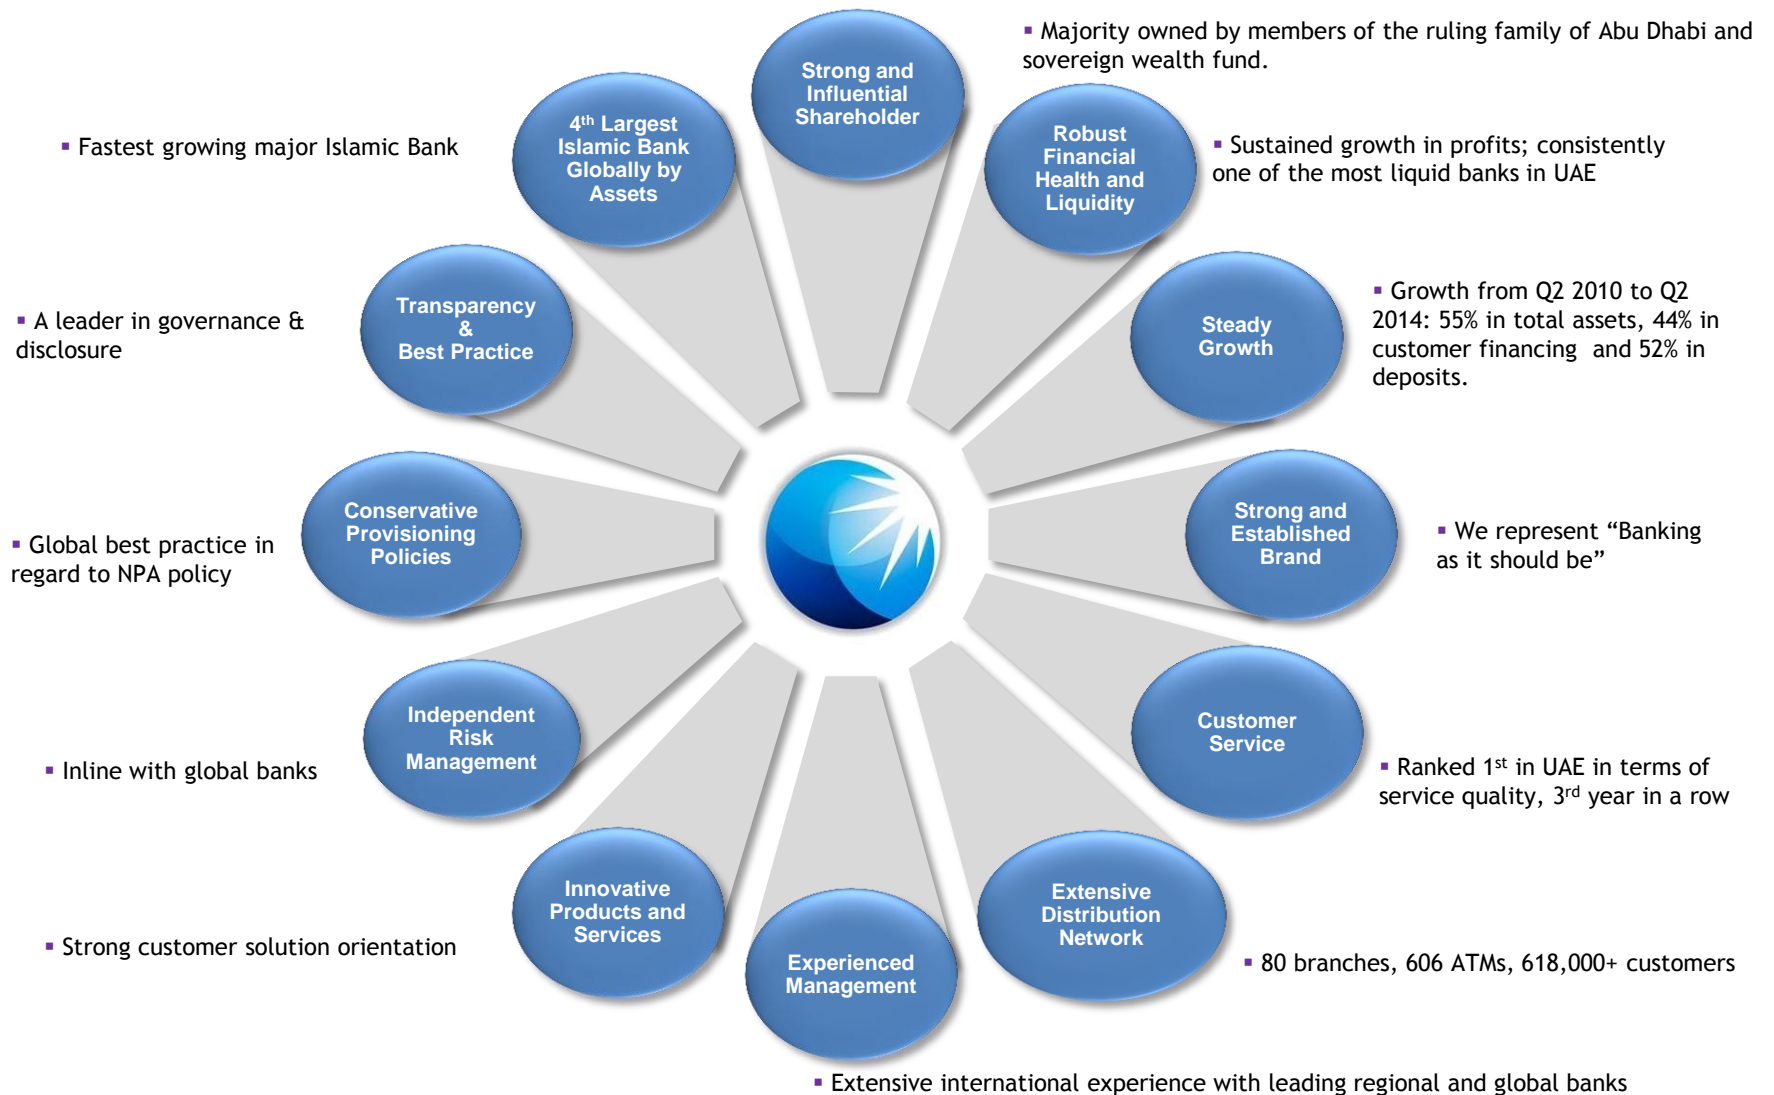 Strong and
Influential
Shareholder
▪ Majority owned by members of the ruling family of Abu Dhabi and
sovereign wealth fund.
Robust
Financial
Health and
Liquidity
▪ Sustained growth in profits; consistently
one of the most liquid banks in UAE
Steady
Growth
▪ Growth from Q2 2010 to Q2
2014: 55% in total assets, 44% in
customer financing and 52% in
deposits.
Strong and
Established
Brand
▪ We represent “Banking
as it should be”
Customer
Service
▪ Ranked 1st in UAE in terms of
service quality, 3rd year in a row
Extensive
Distribution
Network
▪ 80 branches, 606 ATMs, 618,000+ customers
Experienced
Management
▪ Extensive international experience with leading regional and global banks
Innovative
Products and
Services
▪ Strong customer solution orientation
Independent
Risk
Management
▪ Inline with global banks
Conservative
Provisioning
Policies
▪ Global best practice in
regard to NPA policy
Transparency
&
Best Practice
▪ A leader in governance &
disclosure
4th Largest
Islamic Bank
Globally by
Assets
▪ Fastest growing major Islamic Bank